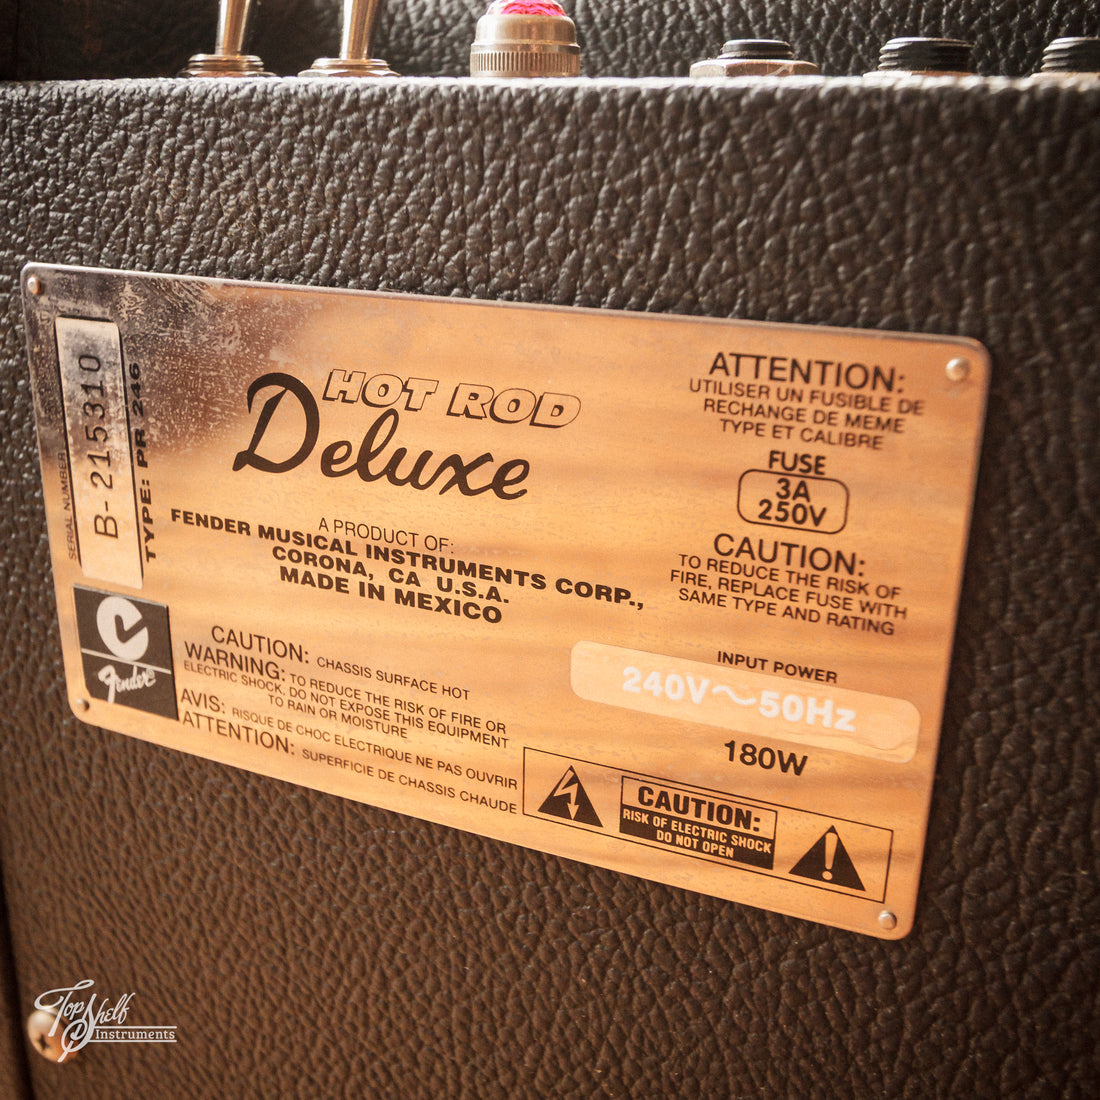 SERIAL NUMBER
B-215310
TYPE: PR 246
HOT ROD
Deluxe
A PRODUCT OF:
FENDER MUSICAL INSTRUMENTS CORP.,
CORONA, CA U.S.A.
MADE IN MEXICO
ATTENTION:
UTILISER UN FUSIBLE DE
RECHANGE DE MEME
TYPE ET CALIBRE
FUSE
3A
250V
CAUTION:
TO REDUCE THE RISK OF
FIRE, REPLACE FUSE WITH
SAME TYPE AND RATING
INPUT POWER
240V~50Hz
180W
Fender
CAUTION: CHASSIS SURFACE HOT
WARNING: TO REDUCE THE RISK OF FIRE OR
ELECTRIC SHOCK, DO NOT EXPOSE THIS EQUIPMENT
TO RAIN OR MOISTURE
AVIS: RISQUE DE CHOC ELECTRIQUE NE PAS OUVRIR
ATTENTION: SUPERFICIE DE CHASSIS CHAUDE
CAUTION:
RISK OF ELECTRIC SHOCK
DO NOT OPEN
Top Shelf
Instruments